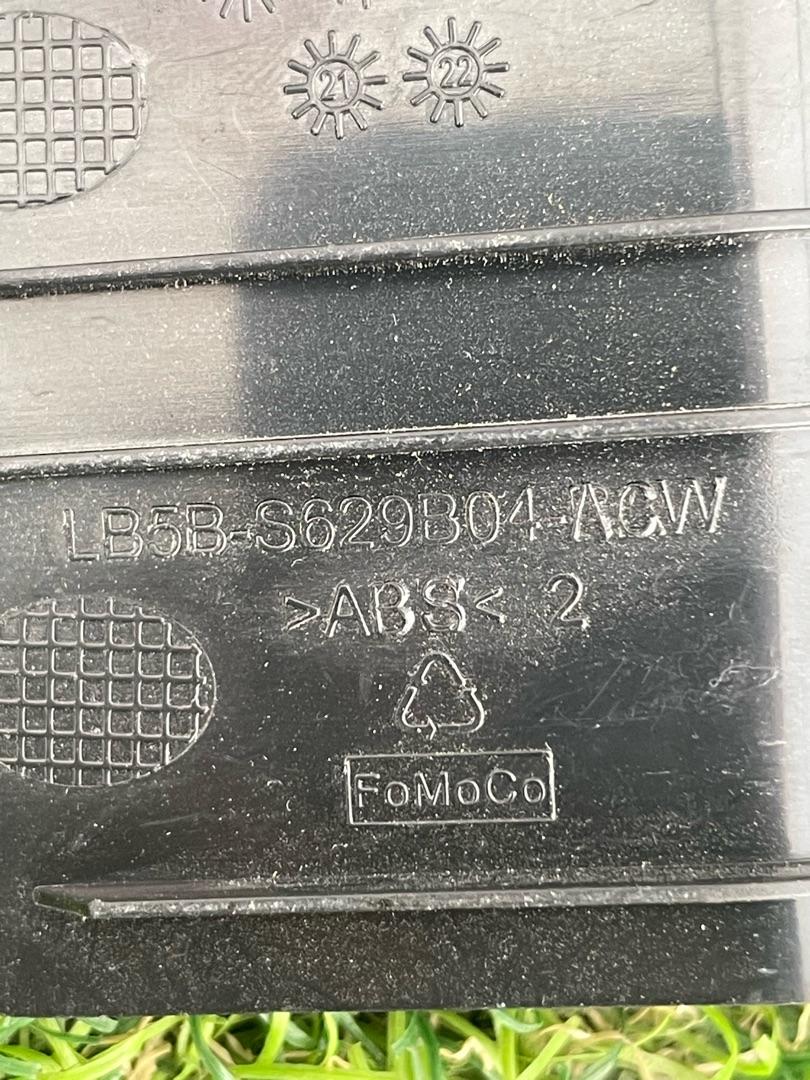 21 22
LB5B-S629B04-ACW
>ABS< 2
FoMoCo